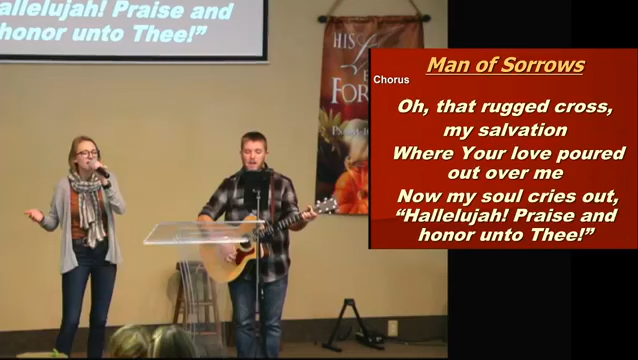 allelujah! Praise and
honor unto Thee!”
HIS
FOR
Man of Sorrows
Chorus
Oh, that rugged cross,
my salvation
Where Your love poured
out over me
Now my soul cries out,
“Hallelujah! Praise and
honor unto Thee!”